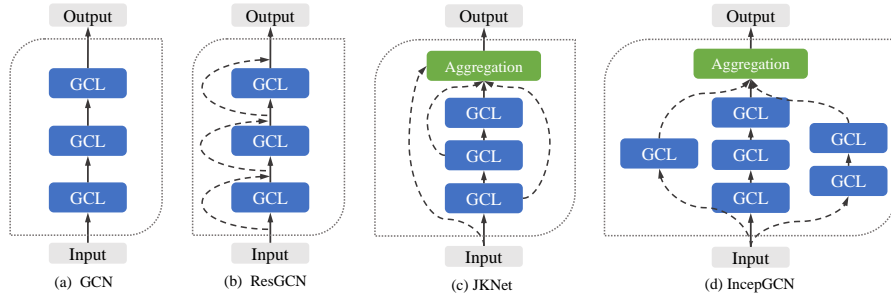 Output
GCL
GCL
GCL
Input
(a) GCN
Output
GCL
GCL
GCL
Input
(b) ResGCN
Output
Aggregation
GCL
GCL
GCL
Input
(c) JKNet
Output
Aggregation
GCL
GCL
GCL
GCL
GCL
GCL
Input
(d) IncepGCN